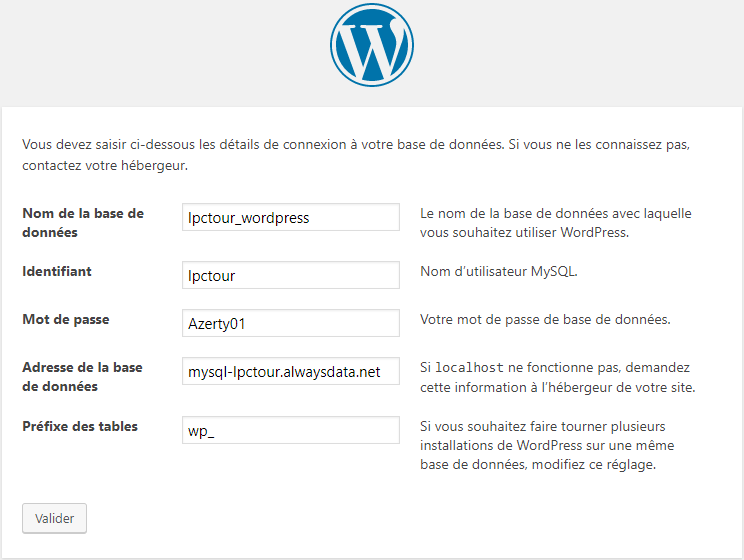 W
Vous devez saisir ci-dessous les détails de connexion à votre base de données. Si vous ne les connaissez pas,
contactez votre hébergeur.
Nom de la base de
données
lpctour_wordpress
Le nom de la base de données avec laquelle
vous souhaitez utiliser WordPress.
Identifiant
lpctour
Nom d’utilisateur MySQL.
Mot de passe
Azerty01
Votre mot de passe de base de données.
Adresse de la base
de données
mysql-lpctour.alwaysdata.net
Si localhost ne fonctionne pas, demandez
cette information à l’hébergeur de votre site.
Préfixe des tables
wp_
Si vous souhaitez faire tourner plusieurs
installations de WordPress sur une même
base de données, modifiez ce réglage.
Valider